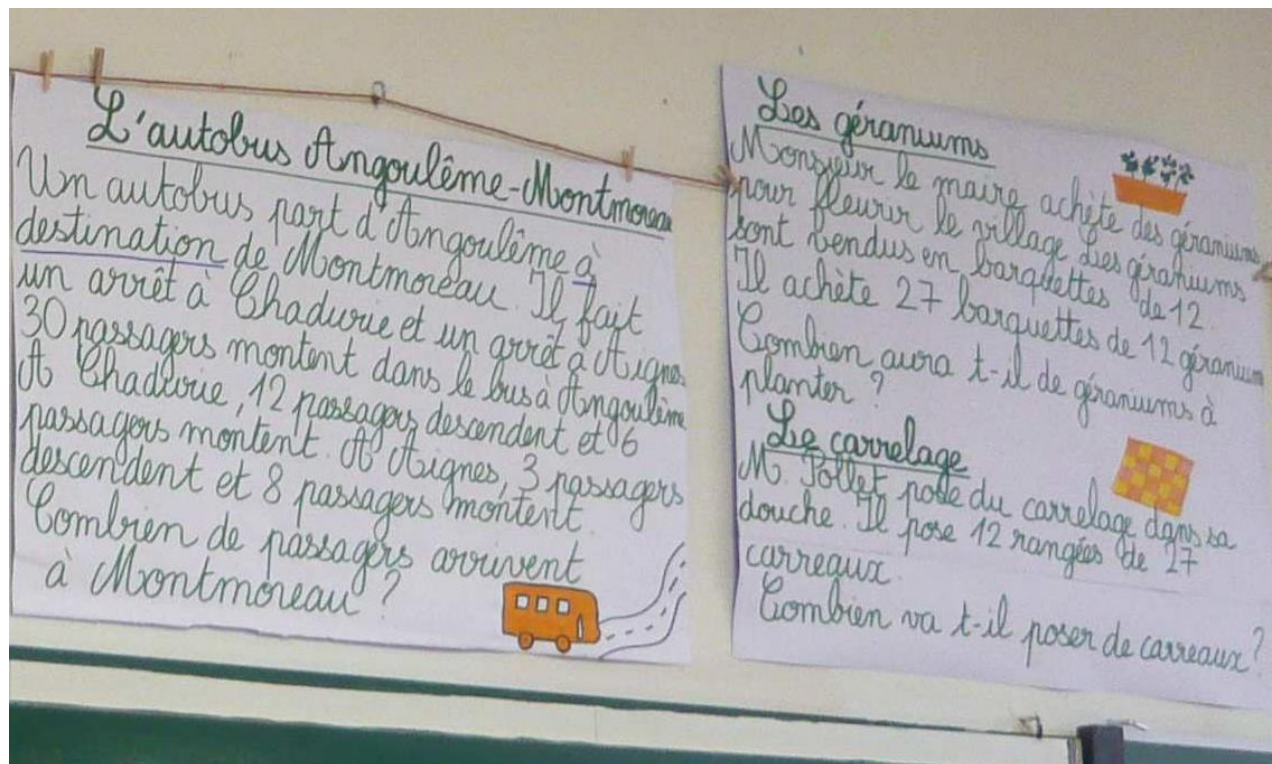 L'autobus Angoulême-Montmoreau
Un autobus part d'Angoulême à
destination de Montmoreau. Il fait
un arrêt à Chadurie et un arrêt à Aignes
30 passagers montent dans le bus à Angoulême
A Chadurie, 12 passagers descendent et 6
passagers montent. A Aignes, 3 passagers
descendent et 8 passagers montent.
Combien de passagers arrivent
à Montmoreau ?
Les géraniums
Monsieur le maire achète des géraniums
pour fleurir le village. Les géraniums
sont vendus en barquettes de 12.
Il achète 27 barquettes de 12 géraniums
Combien aura t-il de géraniums à
planter ?
Le carrelage
M. Pollet pose du carrelage dans sa
douche. Il pose 12 rangées de 27
carreaux.
Combien va t-il poser de carreaux ?